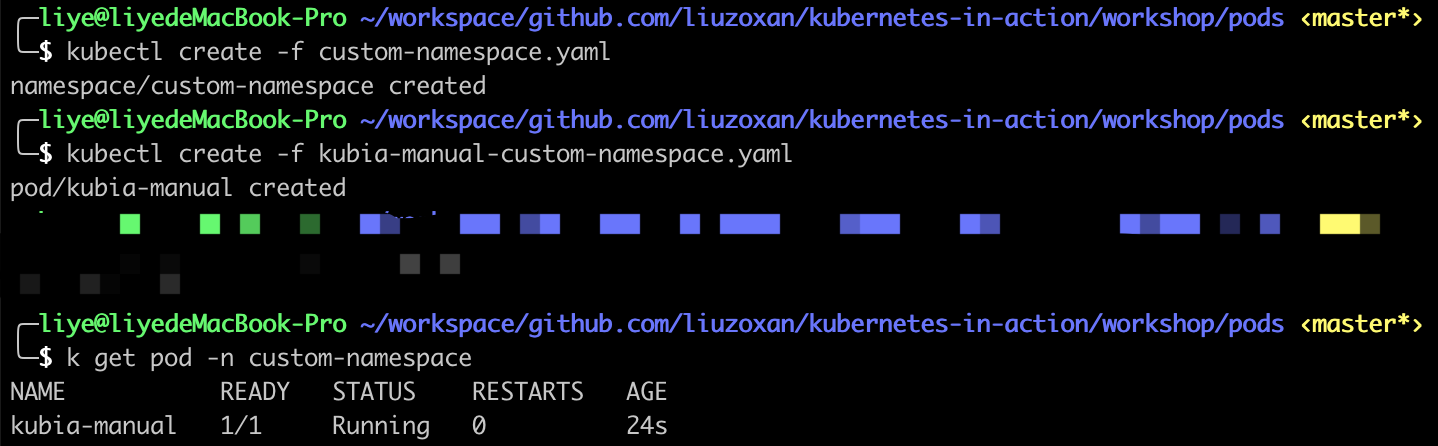 liye@liyedeMacBook-Pro ~/workspace/github.com/liuzoxan/kubernetes-in-action/workshop/pods ‹master*›
$ kubectl create -f custom-namespace.yaml
namespace/custom-namespace created
liye@liyedeMacBook-Pro ~/workspace/github.com/liuzoxan/kubernetes-in-action/workshop/pods ‹master*›
$ kubectl create -f kubia-manual-custom-namespace.yaml
pod/kubia-manual created
liye@liyedeMacBook-Pro ~/workspace/github.com/liuzoxan/kubernetes-in-action/workshop/pods ‹master*›
$ k get pod -n custom-namespace
NAME READY STATUS RESTARTS AGE
kubia-manual 1/1 Running 0 24s